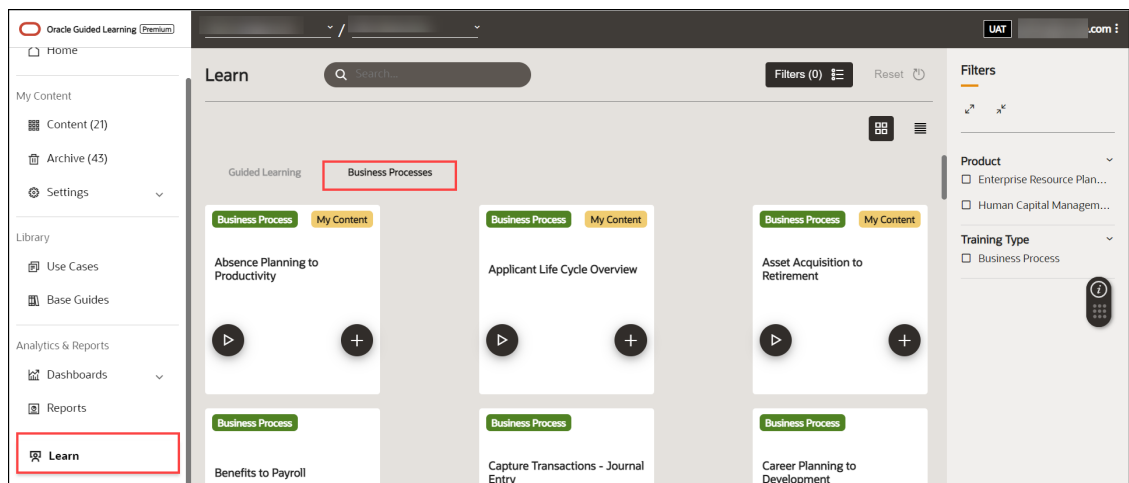 Oracle Guided Learning Premium
/
UAT .com
Home
My Content
Content (21)
Archive (43)
Settings
Library
Use Cases
Base Guides
Analytics & Reports
Dashboards
Reports
Learn
Learn
Search...
Filters (0)
Reset
Guided Learning
Business Processes
Business Process My Content
Absence Planning to
Productivity
Business Process My Content
Applicant Life Cycle Overview
Business Process My Content
Asset Acquisition to
Retirement
Business Process
Benefits to Payroll
Business Process
Capture Transactions - Journal
Entry
Business Process
Career Planning to
Development
Filters
Product
Enterprise Resource Plan...
Human Capital Managem...
Training Type
Business Process